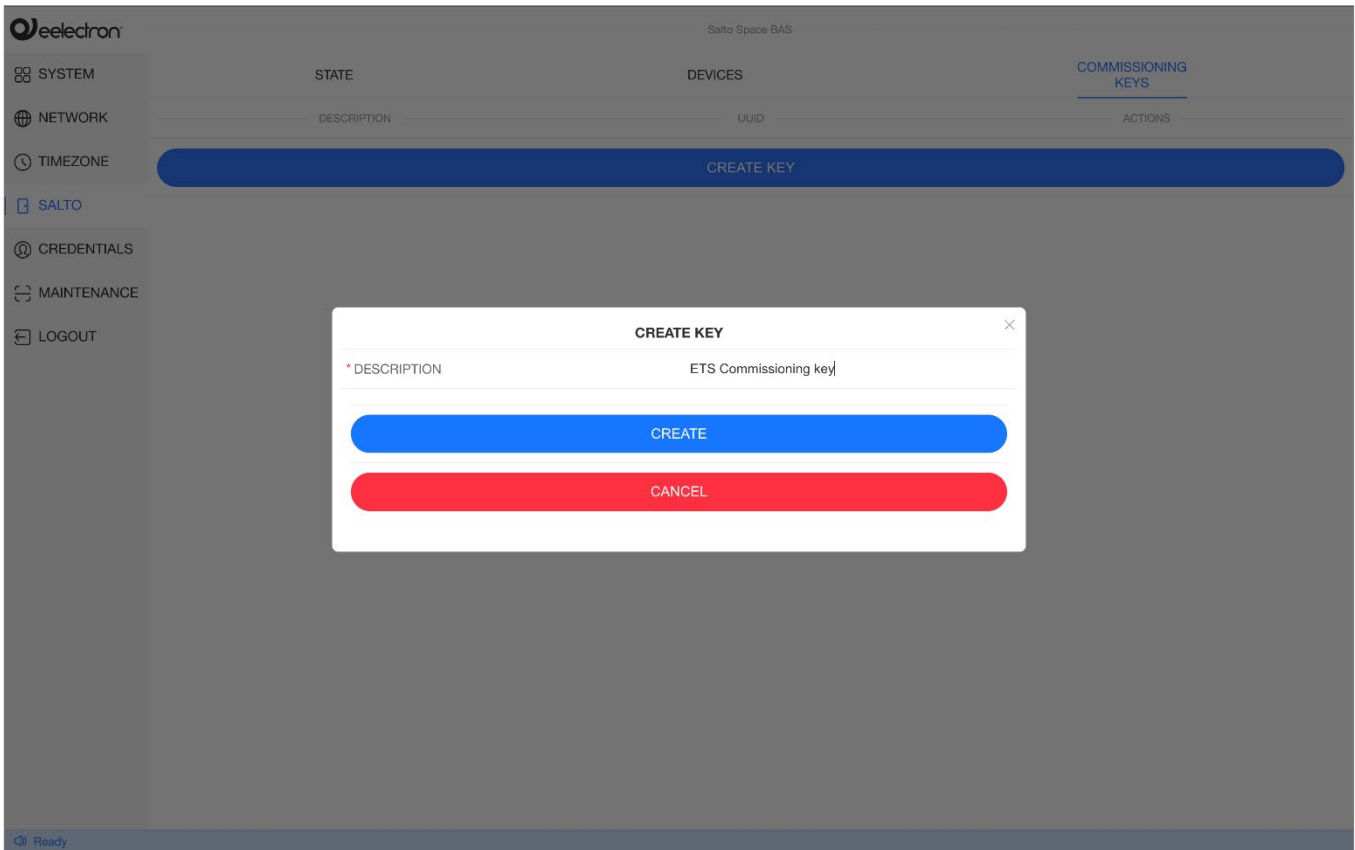 eelectron
Salto Space BAS
SYSTEM
NETWORK
TIMEZONE
SALTO
CREDENTIALS
MAINTENANCE
LOGOUT
STATE
DEVICES
COMMISSIONING
KEYS
DESCRIPTION
UUID
ACTIONS
CREATE KEY
CREATE KEY
* DESCRIPTION
ETS Commissioning key
CREATE
CANCEL
Ready